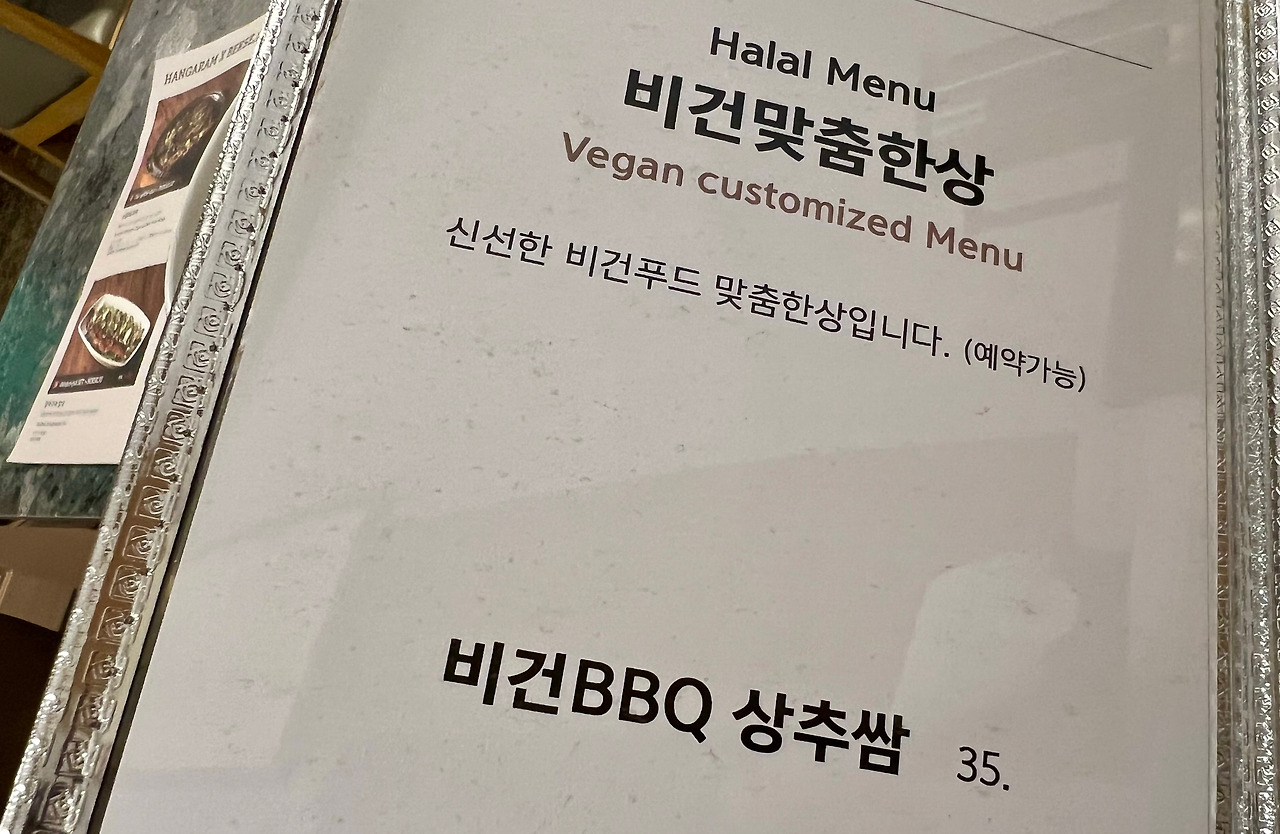 HANGARAM X
Halal Menu
비건맞춤한상
Vegan customized Menu
신선한 비건푸드 맞춤한상입니다. (예약가능)
비건BBQ 상추쌈 35.